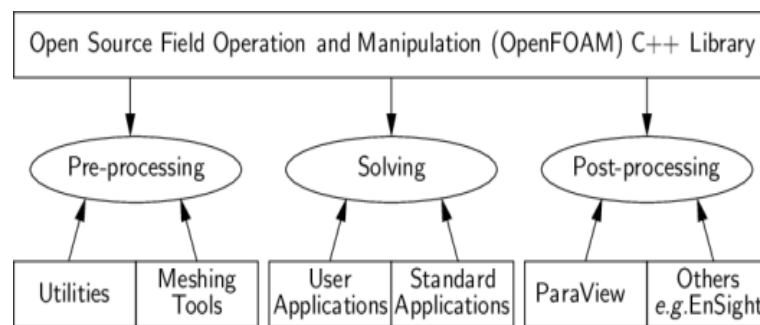 Open Source Field Operation and Manipulation (OpenFOAM) C++ Library
Pre-processing
Solving
Post-processing
Utilities
Meshing
Tools
User
Applications
Standard
Applications
ParaView
Others
e.g.EnSight